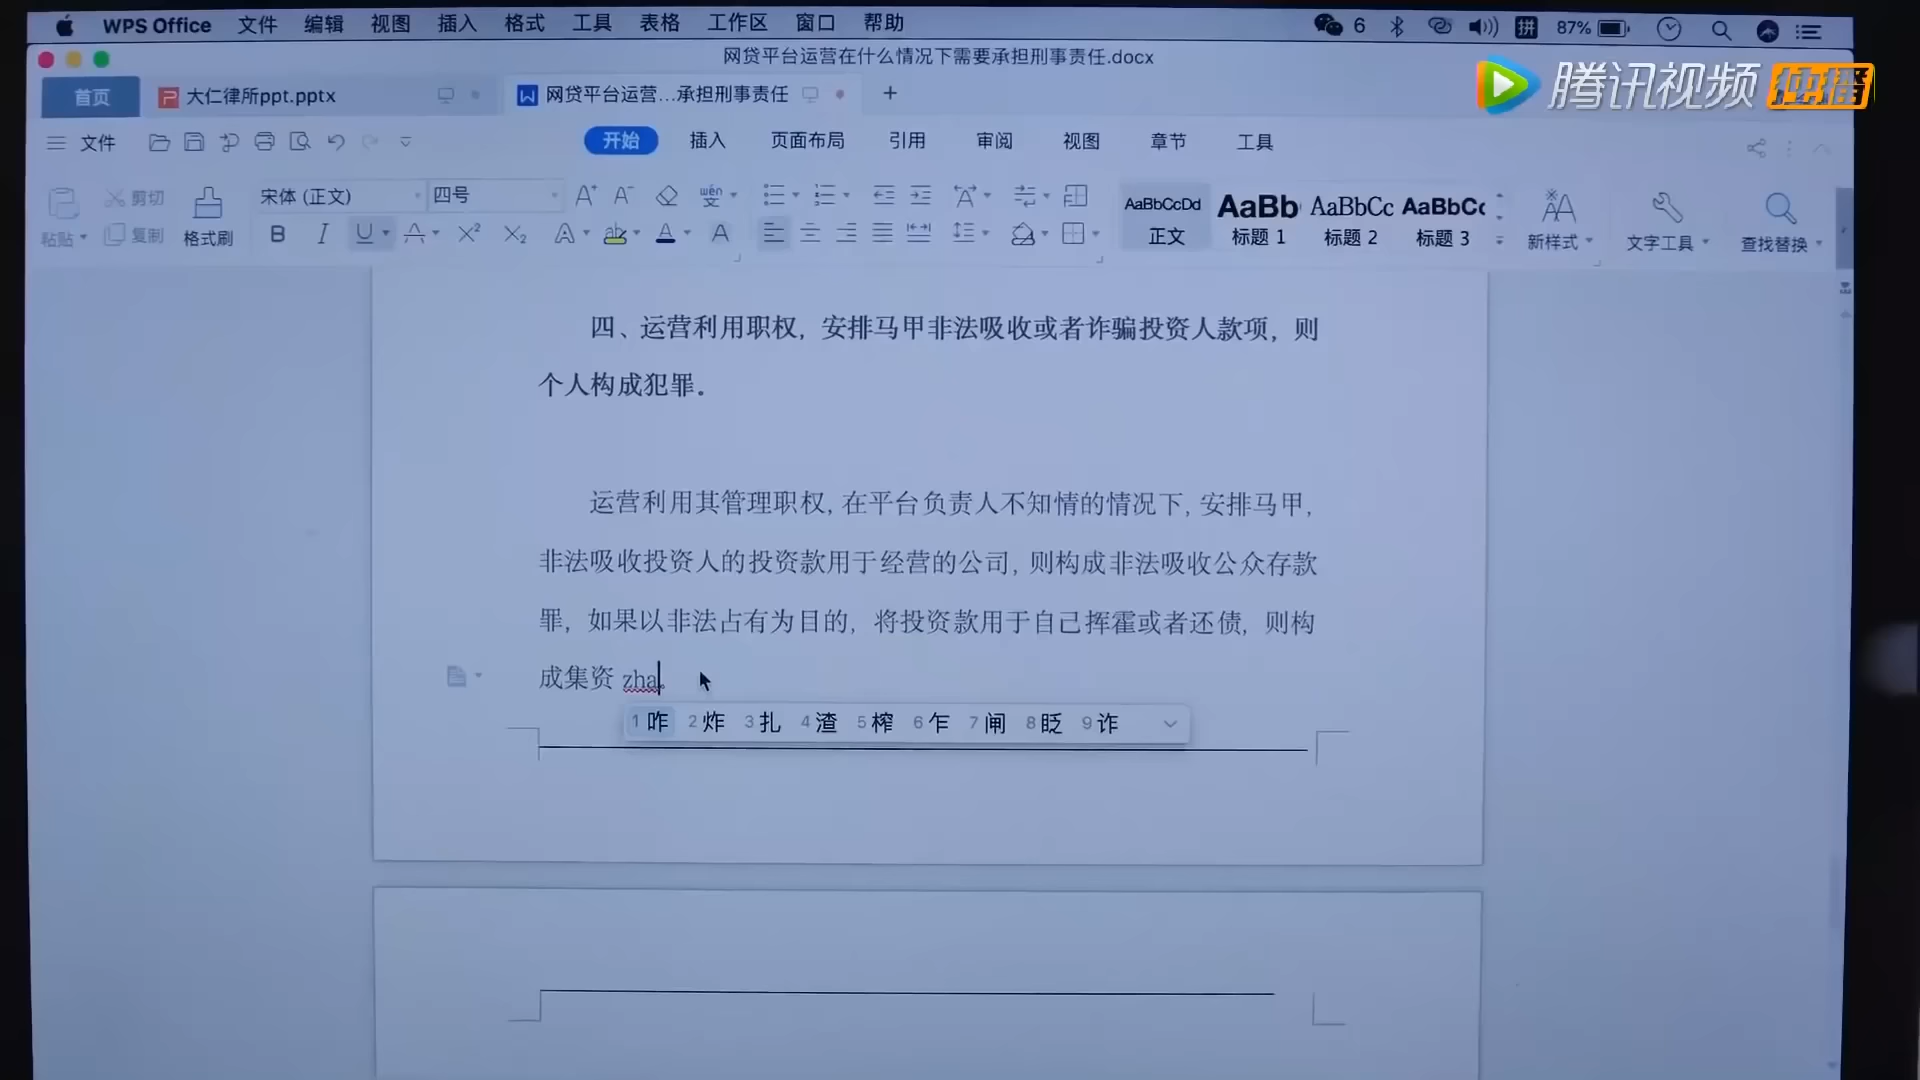 WPS Office 文件 编辑 视图 插入 格式 工具 表格 工作区 窗口 帮助 6 拼 87%
网贷平台运营在什么情况下需要承担刑事责任.docx
首页 大仁律所ppt.pptx 网贷平台运营...承担刑事责任 +
腾讯视频 独播
文件 开始 插入 页面布局 引用 审阅 视图 章节 工具
粘贴 剪切 复制 格式刷 宋体 (正文) 四号 A+ A- wén 文
B I U A X² X₂ A ab A A
AaBbCcDd 正文 AaBb 标题 1 AaBbCc 标题 2 AaBbCc 标题 3 新样式 文字工具 查找替换
四、运营利用职权，安排马甲非法吸收或者诈骗投资人款项，则
个人构成犯罪。
运营利用其管理职权，在平台负责人不知情的情况下，安排马甲，
非法吸收投资人的投资款用于经营的公司，则构成非法吸收公众存款
罪，如果以非法占有为目的，将投资款用于自己挥霍或者还债，则构
成集资 zha。
1 咋 2 炸 3 扎 4 渣 5 榨 6 乍 7 闸 8 眨 9 诈